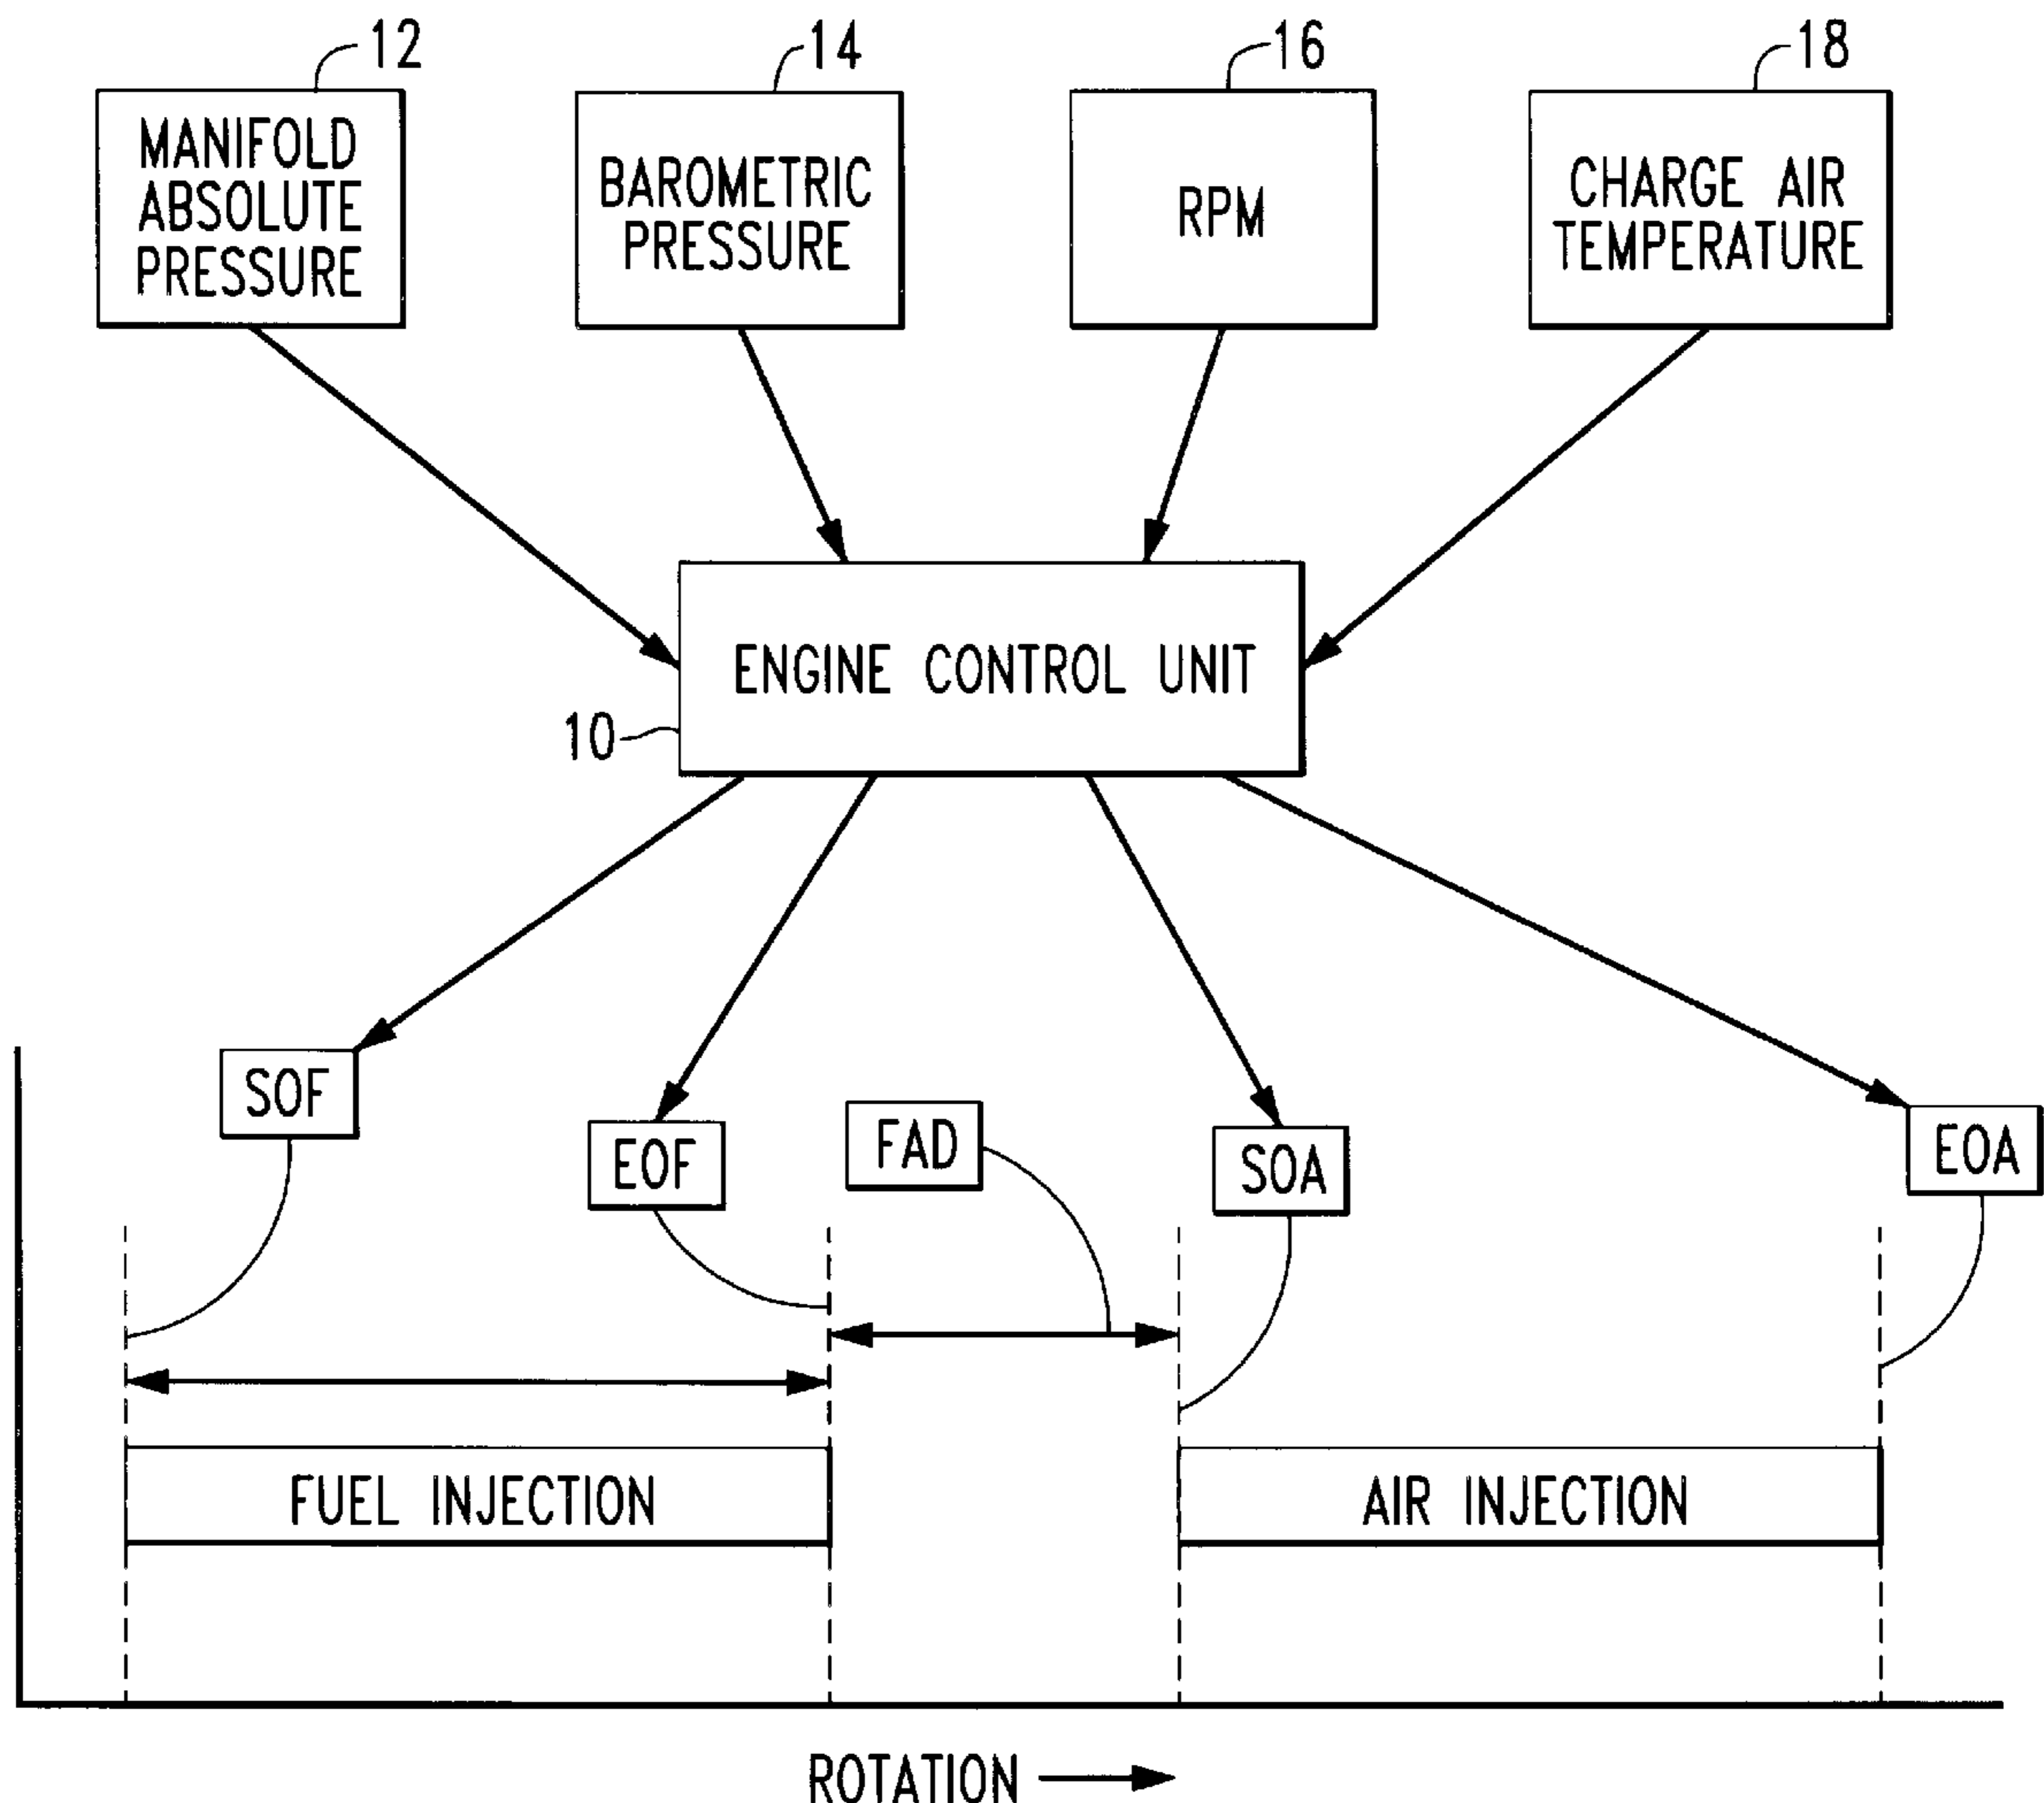 12
14
16
18
MANIFOLD
ABSOLUTE
PRESSURE
BAROMETRIC
PRESSURE
RPM
CHARGE AIR
TEMPERATURE
ENGINE CONTROL UNIT
10
SOF
EOF
FAD
SOA
EOA
FUEL INJECTION
AIR INJECTION
ROTATION